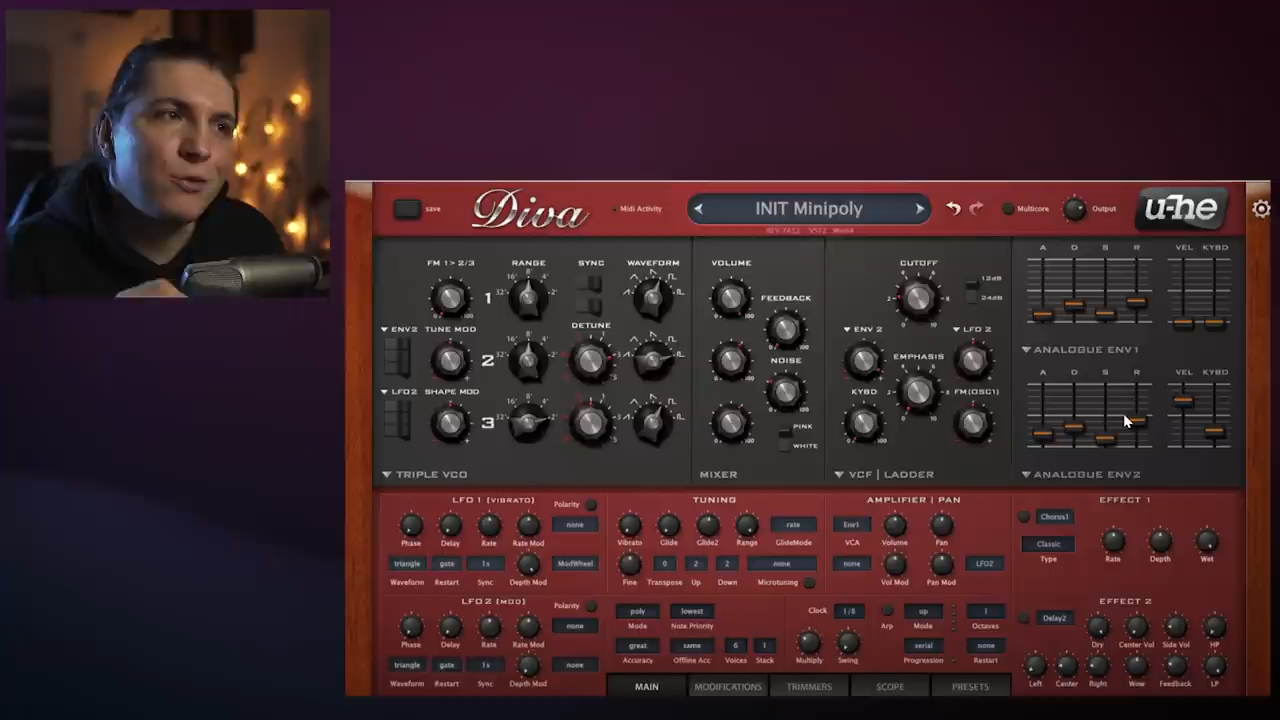 save
Diva
Midi Activity
INIT Minipoly
Multicore
Output
u-he
FM 1 > 2/3
RANGE
SYNC
WAVEFORM
VOLUME
CUTOFF
A D S R
VEL KYBD
1
FEEDBACK
12dB
24dB
ENV2
TUNE MOD
DETUNE
2
NOISE
ENV 2
LFO 2
EMPHASIS
ANALOGUE ENV1
LFO2
SHAPE MOD
3
KYBD
FM(OSC1)
A D S R
VEL KYBD
PINK
WHITE
TRIPLE VCO
MIXER
VCF | LADDER
ANALOGUE ENV2
LFO 1 (VIBRATO)
Polarity
none
Phase Delay Rate Rate Mod
triangle gate 1s ModWheel
Waveform Restart Sync Depth Mod
TUNING
rate
Vibrato Glide Glide2 Range GlideMode
0 2 2 none
Fine Transpose Up Down Microtuning
AMPLIFIER | PAN
Env1
VCA Volume Pan
none LFO2
Vol Mod Pan Mod
EFFECT 1
Chorus1
Classic
Type Rate Depth Wet
LFO 2 (MOD)
Polarity
none
Phase Delay Rate Rate Mod
triangle gate 1s none
Waveform Restart Sync Depth Mod
poly lowest
Mode Note Priority
great same 6 1
Accuracy Offline Acc Voices Stack
Clock 1/8 up 1
Arp Mode Octaves
serial none
Multiply Swing Progression Restart
EFFECT 2
Delay2
Dry Center Vol Side Vol HP
Left Center Right Wow Feedback LP
MAIN MODIFICATIONS TRIMMERS SCOPE PRESETS